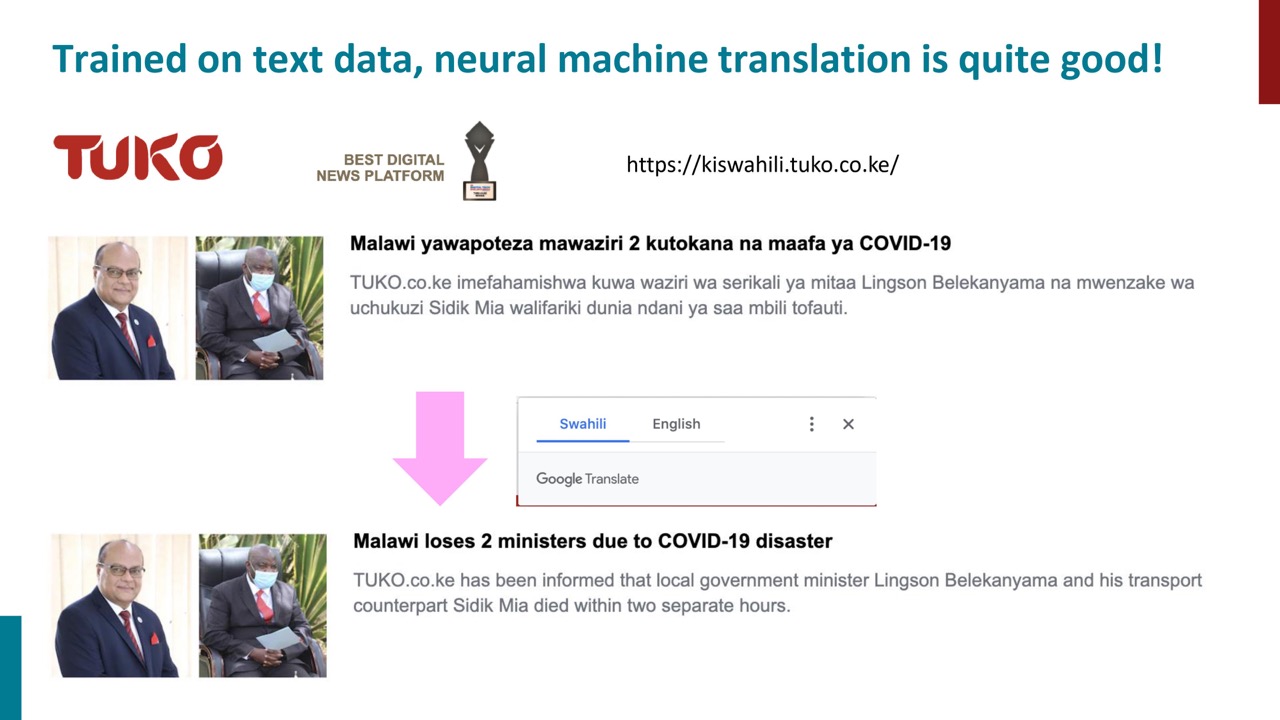 Trained on text data, neural machine translation is quite good!
TUKO
BEST DIGITAL
NEWS PLATFORM
https://kiswahili.tuko.co.ke/
Malawi yawapoteza mawaziri 2 kutokana na maafa ya COVID-19
TUKO.co.ke imefahamishwa kuwa waziri wa serikali ya mitaa Lingson Belekanyama na mwenzake wa
uchukuzi Sidik Mia walifariki dunia ndani ya saa mbili tofauti.
Swahili English
Google Translate
Malawi loses 2 ministers due to COVID-19 disaster
TUKO.co.ke has been informed that local government minister Lingson Belekanyama and his transport
counterpart Sidik Mia died within two separate hours.